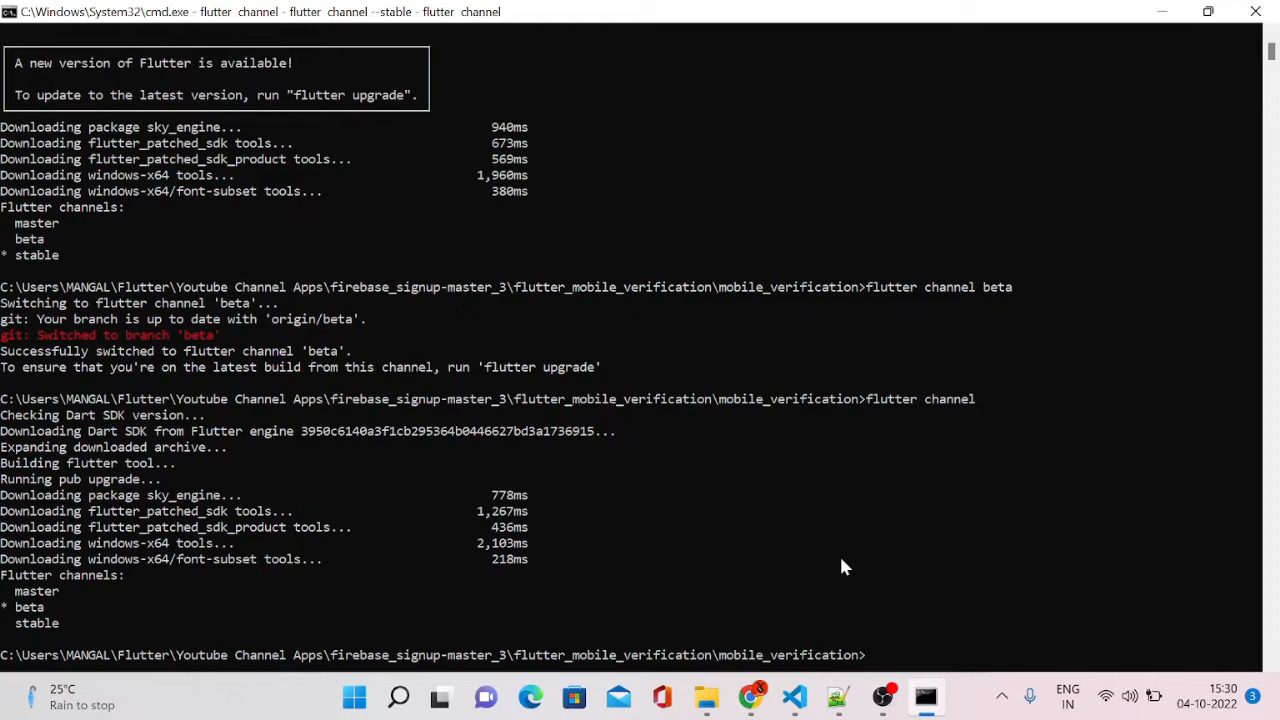 C:\Windows\System32\cmd.exe - flutter channel - flutter channel --stable - flutter channel
A new version of Flutter is available!
To update to the latest version, run "flutter upgrade".
Downloading package sky_engine... 940ms
Downloading flutter_patched_sdk tools... 673ms
Downloading flutter_patched_sdk_product tools... 569ms
Downloading windows-x64 tools... 1,960ms
Downloading windows-x64/font-subset tools... 380ms
Flutter channels:
master
beta
* stable
C:\Users\MANGAL\Flutter\Youtube Channel Apps\firebase_signup-master_3\flutter_mobile_verification\mobile_verification>flutter channel beta
Switching to flutter channel 'beta'...
git: Your branch is up to date with 'origin/beta'.
git: Switched to branch 'beta'
Successfully switched to flutter channel 'beta'.
To ensure that you're on the latest build from this channel, run 'flutter upgrade'
C:\Users\MANGAL\Flutter\Youtube Channel Apps\firebase_signup-master_3\flutter_mobile_verification\mobile_verification>flutter channel
Checking Dart SDK version...
Downloading Dart SDK from Flutter engine 3950c6140a3f1cb295364b0446627bd3a1736915...
Expanding downloaded archive...
Building flutter tool...
Running pub upgrade...
Downloading package sky_engine... 778ms
Downloading flutter_patched_sdk tools... 1,267ms
Downloading flutter_patched_sdk_product tools... 436ms
Downloading windows-x64 tools... 2,103ms
Downloading windows-x64/font-subset tools... 218ms
Flutter channels:
master
* beta
stable
C:\Users\MANGAL\Flutter\Youtube Channel Apps\firebase_signup-master_3\flutter_mobile_verification\mobile_verification>
25°C
Rain to stop
ENG
IN
15:30
04-10-2022
3